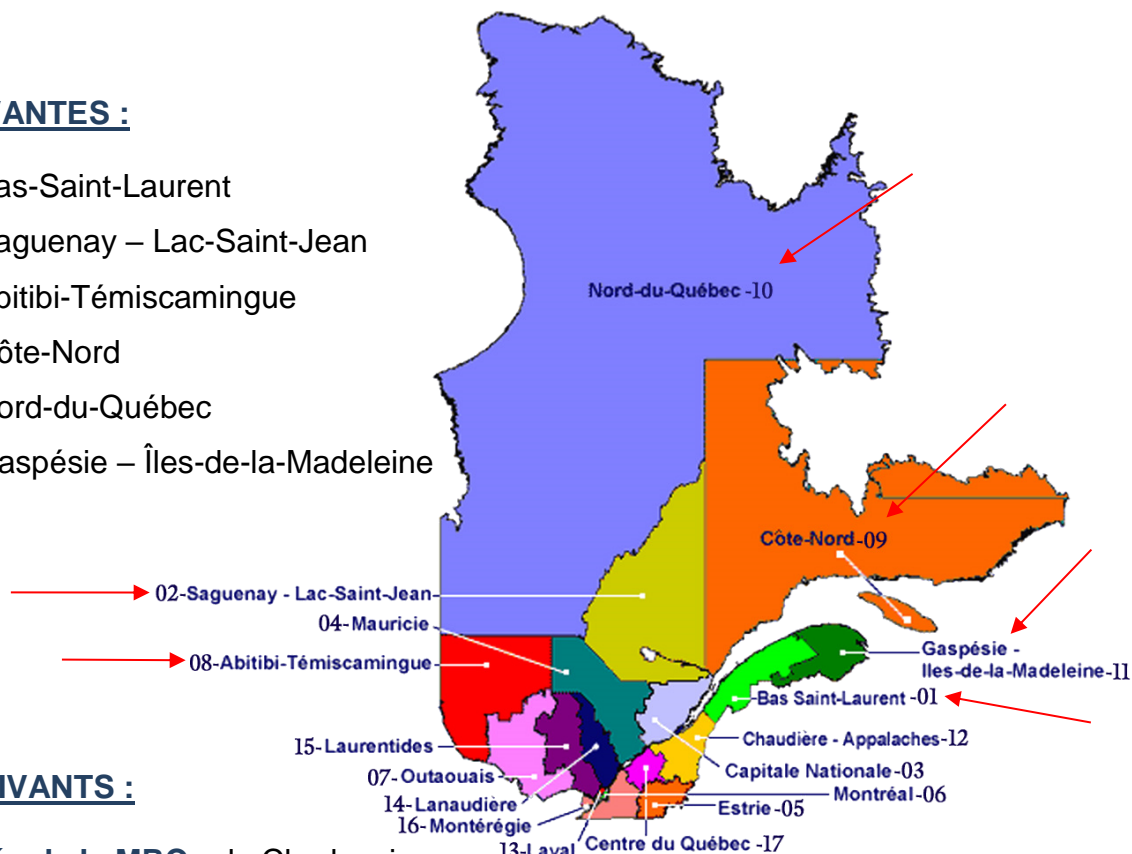 VANTES :
as-Saint-Laurent
aguenay – Lac-Saint-Jean
bitibi-Témiscamingue
ôte-Nord
ord-du-Québec
aspésie – Îles-de-la-Madeleine
Nord-du-Québec -10
Côte-Nord-09
02-Saguenay - Lac-Saint-Jean
04- Mauricie
08-Abitibi-Témiscamingue
Gaspésie -
Iles-de-la-Madeleine-11
Bas Saint-Laurent -01
15- Laurentides
Chaudière - Appalaches-12
07- Outaouais
Capitale Nationale-03
14- Lanaudière
Montréal-06
16- Montérégie
Estrie-05
13-Laval
Centre du Québec -17
IVANTS :